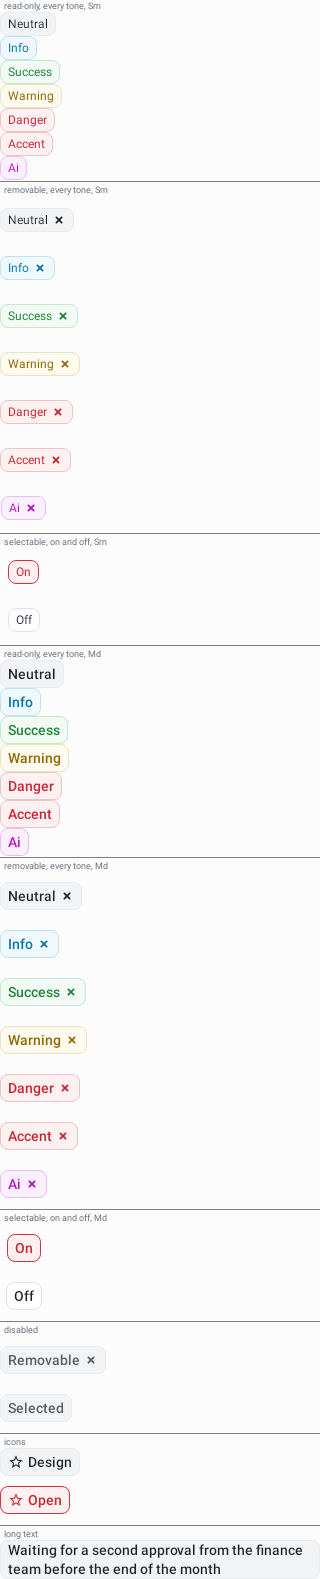 read-only, every tone, Sm
Neutral
Info
Success
Warning
Danger
Accent
Ai
removable, every tone, Sm
Neutral ×
Info ×
Success ×
Warning ×
Danger ×
Accent ×
Ai ×
selectable, on and off, Sm
On
Off
read-only, every tone, Md
Neutral
Info
Success
Warning
Danger
Accent
Ai
removable, every tone, Md
Neutral ×
Info ×
Success ×
Warning ×
Danger ×
Accent ×
Ai ×
selectable, on and off, Md
On
Off
disabled
Removable ×
Selected
icons
Design
Open
long text
Waiting for a second approval from the finance
team before the end of the month